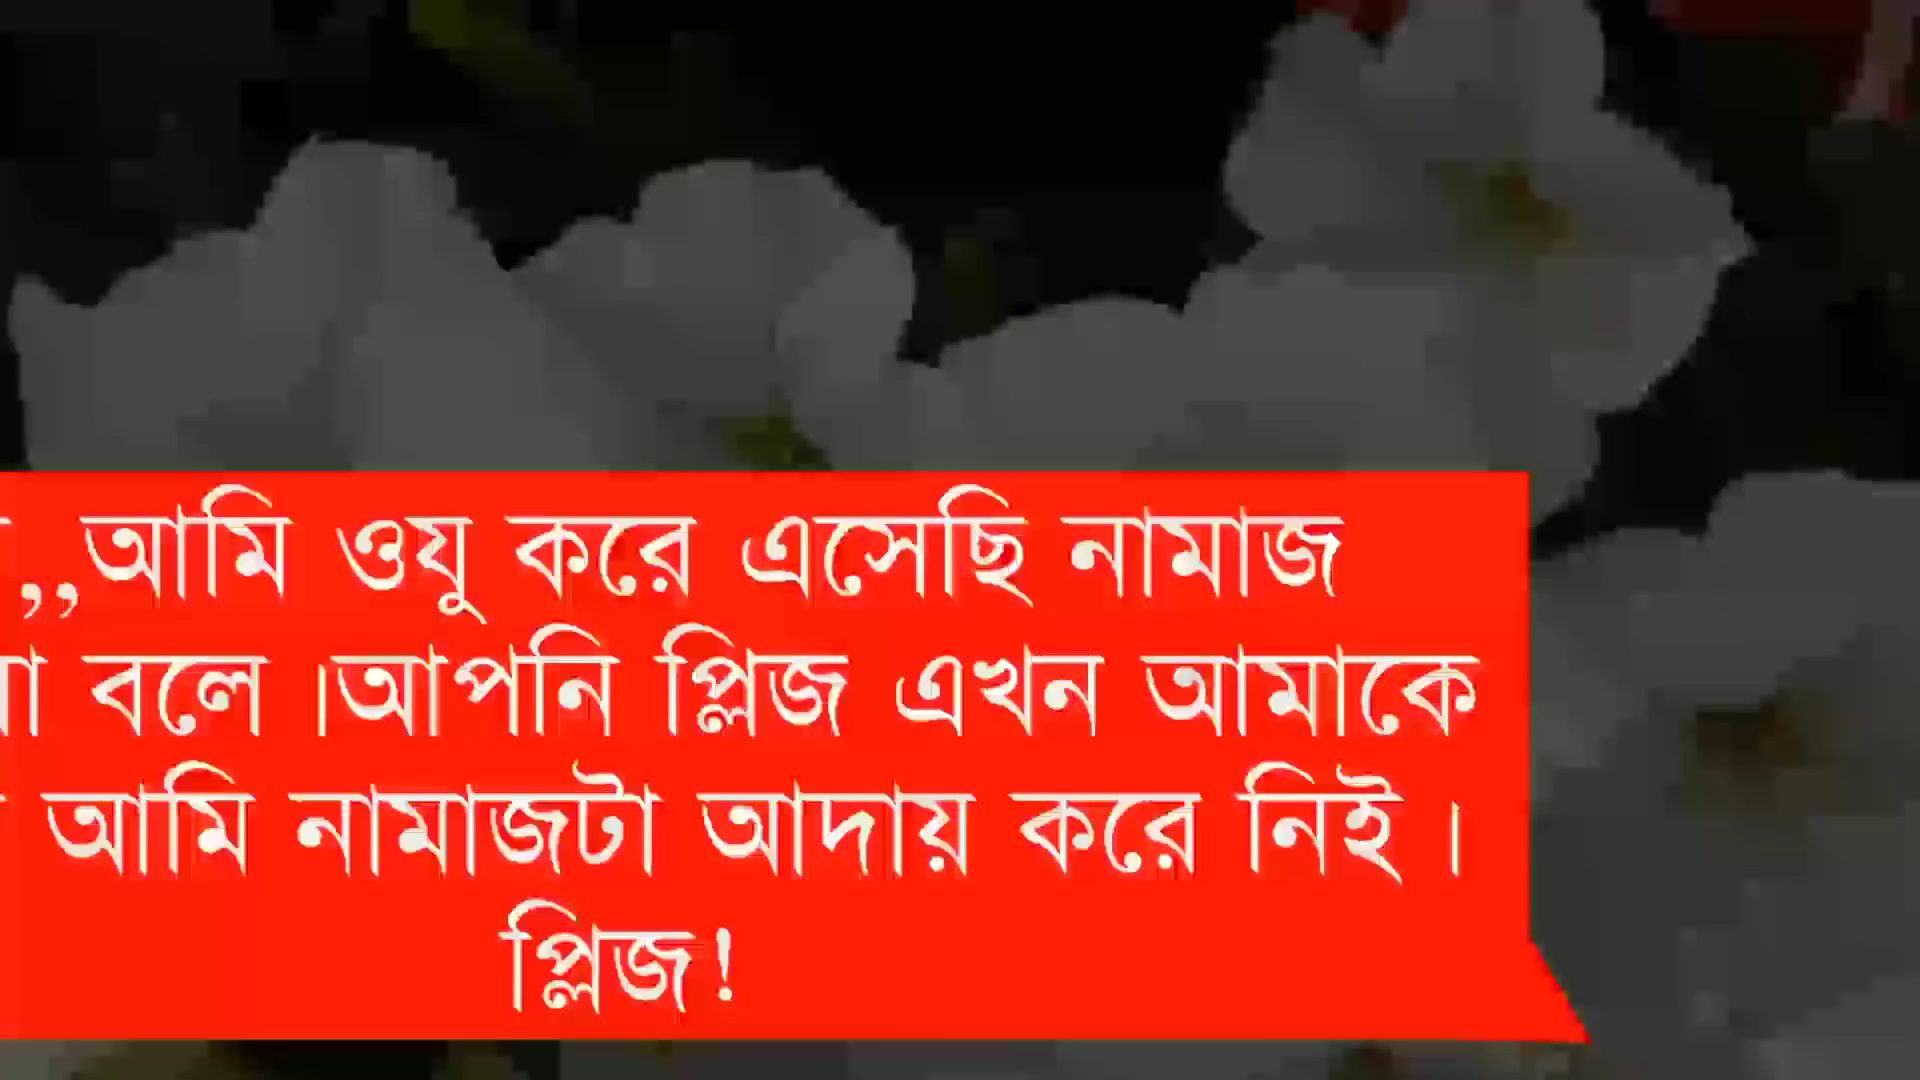 ,,আমি ওযু করে এসেছি নামাজ
বলে ।আপনি প্লিজ এখন আমাকে
আমি নামাজটা আদায় করে নিই ।
প্লিজ!